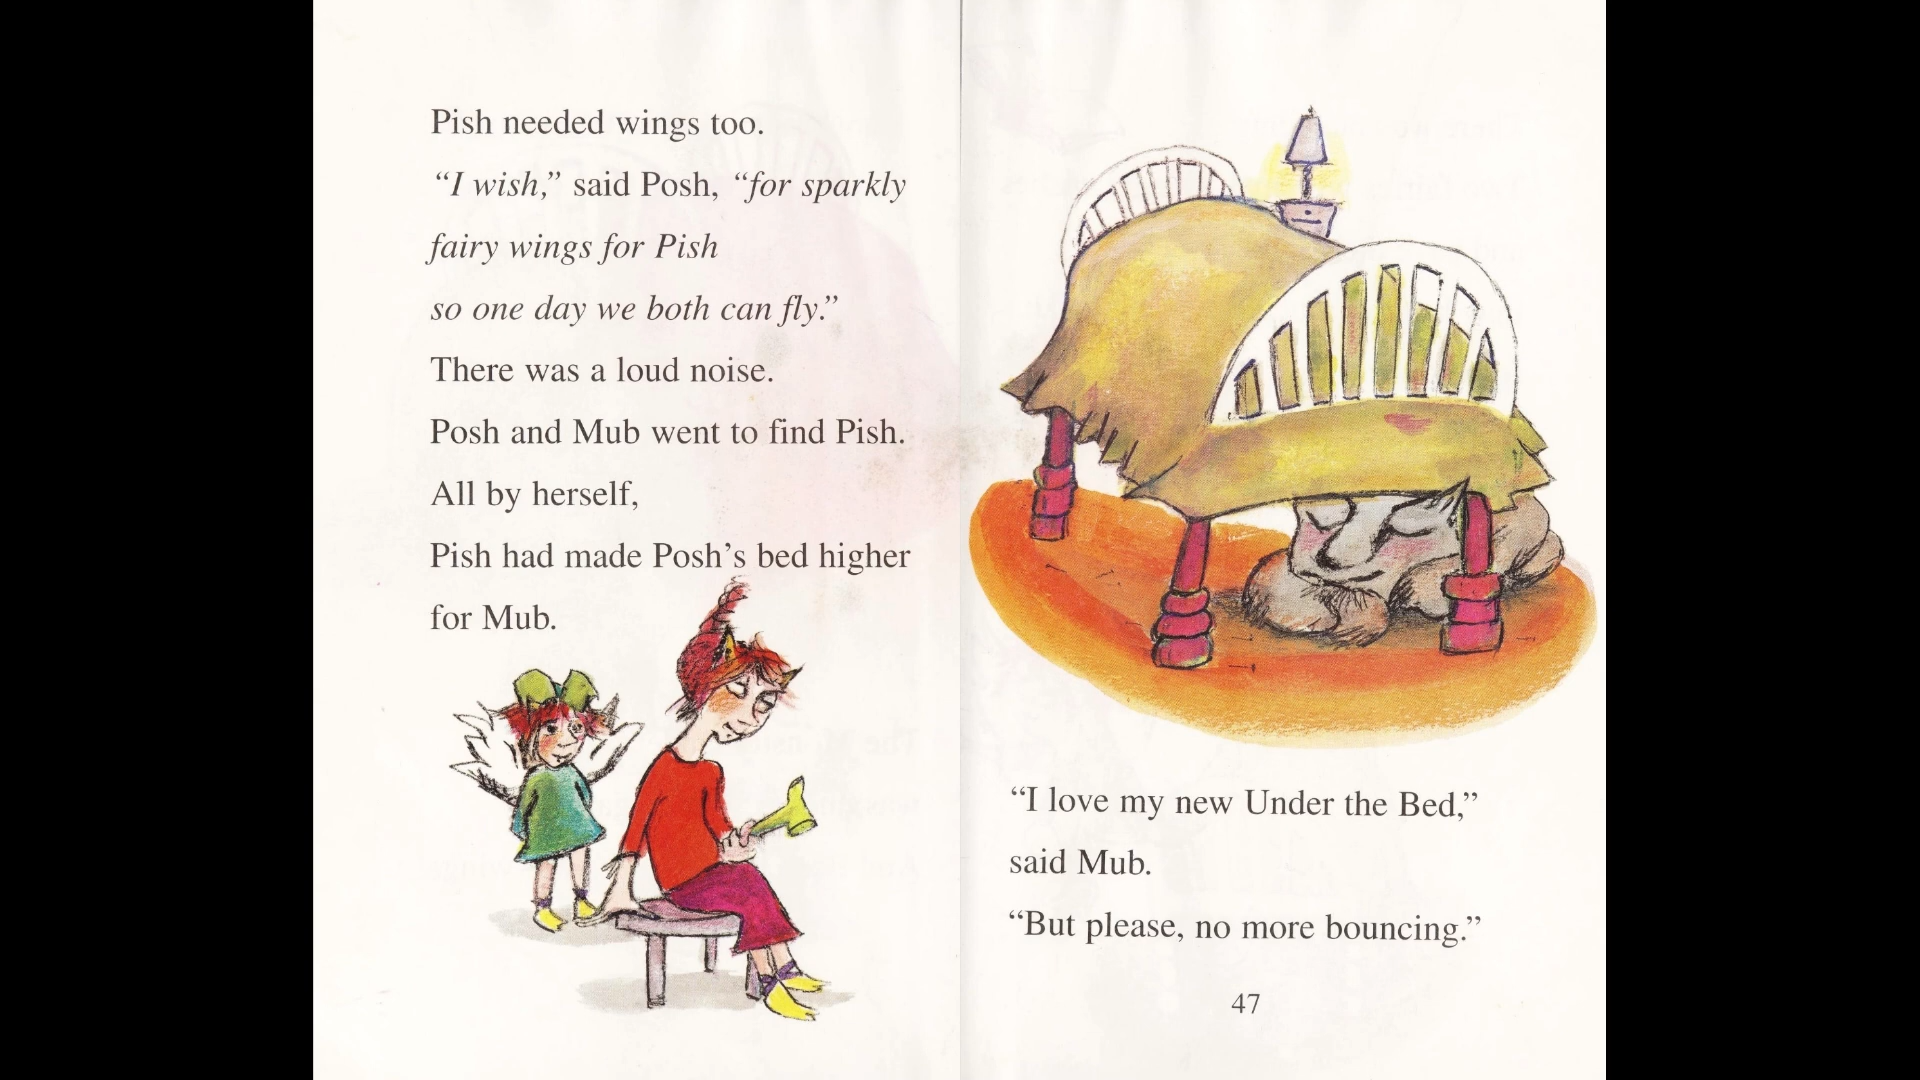 Pish needed wings too.
“I wish,” said Posh, “for sparkly
fairy wings for Pish
so one day we both can fly.”
There was a loud noise.
Posh and Mub went to find Pish.
All by herself,
Pish had made Posh’s bed higher
for Mub.
“I love my new Under the Bed,”
said Mub.
“But please, no more bouncing.”
47